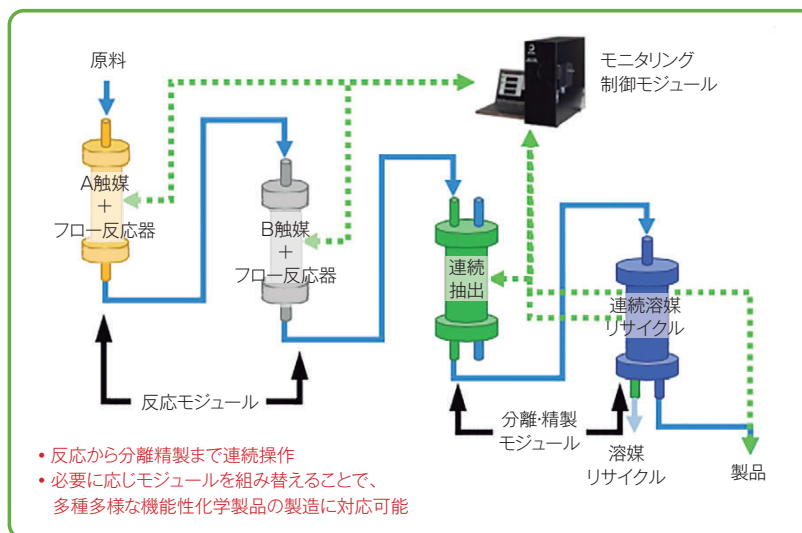 原料
モニタリング
制御モジュール
A触媒
+
フロー反応器
B触媒
+
フロー反応器
連続
抽出
連続溶媒
リサイクル
反応モジュール
分離・精製
モジュール
溶媒
リサイクル
製品
• 反応から分離精製まで連続操作
• 必要に応じモジュールを組み替えることで、
多種多様な機能性化学製品の製造に対応可能